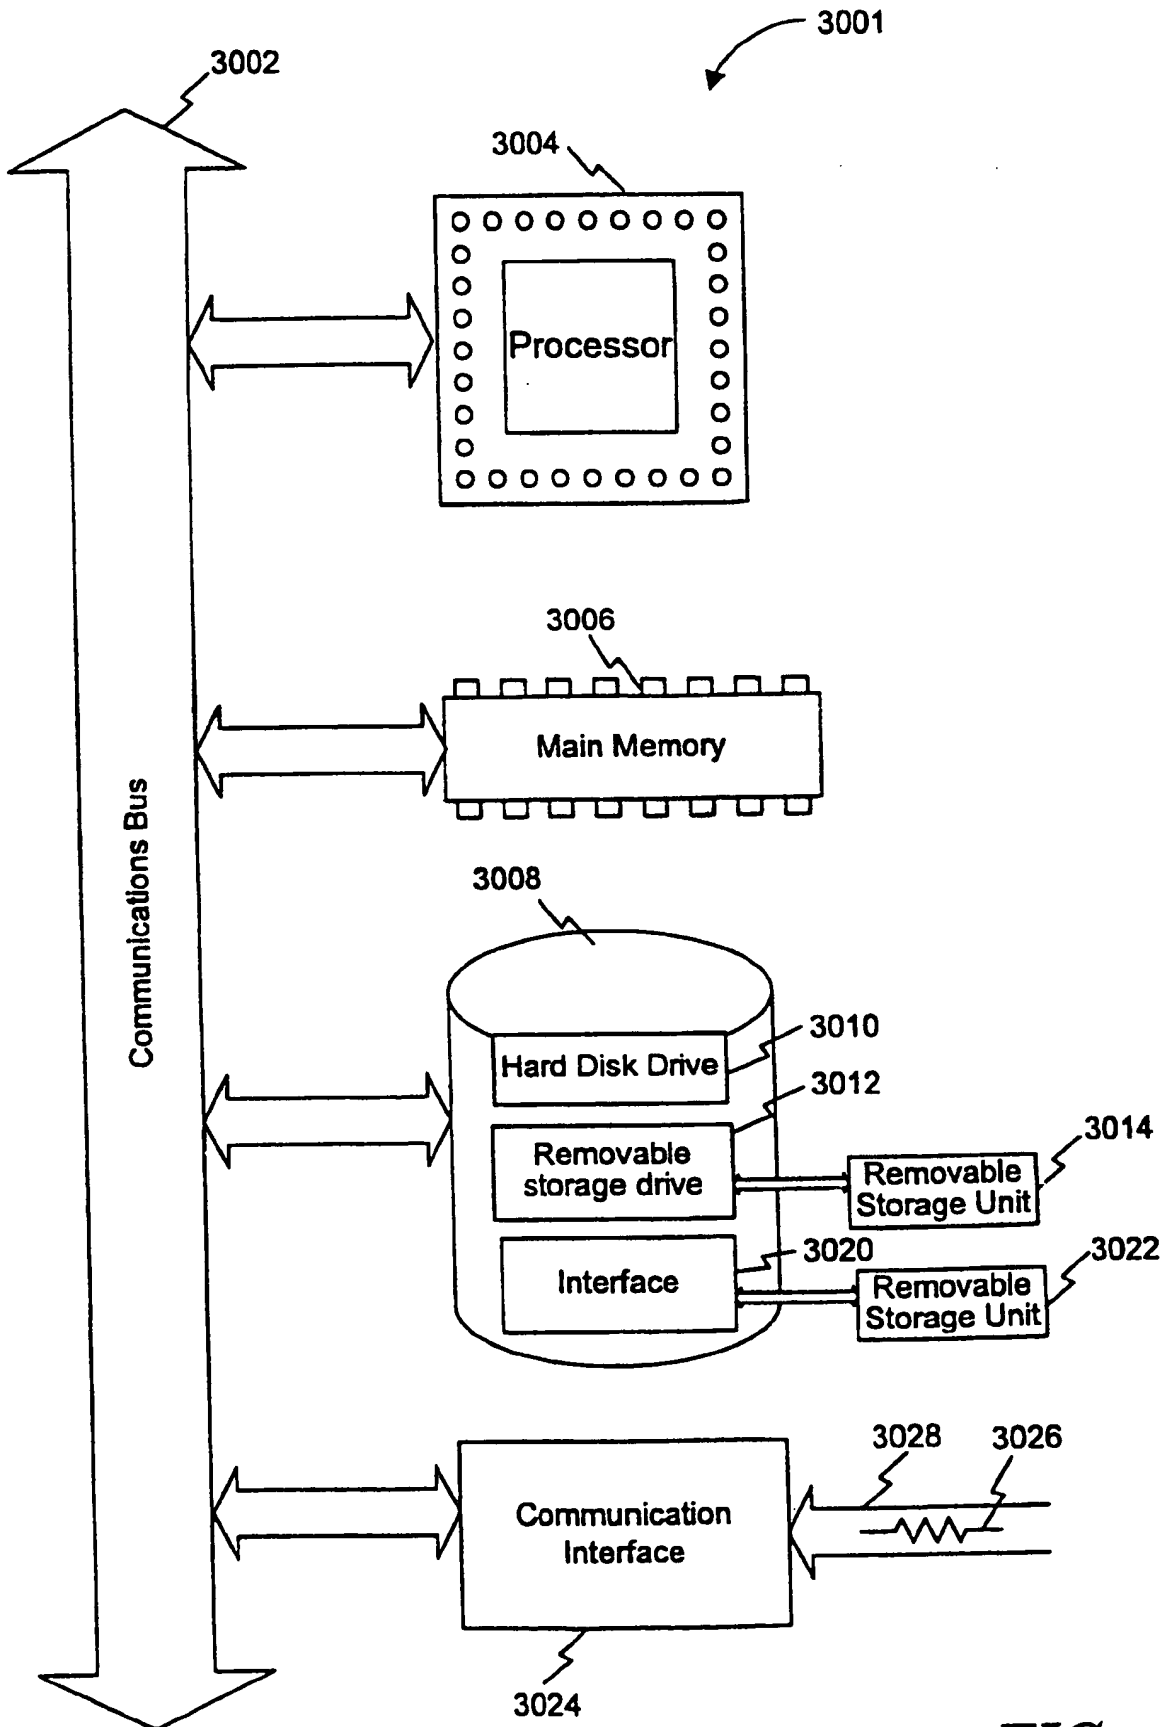 3001
3002
3004
Processor
3006
Main Memory
Communications Bus
3008
3010
Hard Disk Drive
3012
Removable
storage drive
3014
Removable
Storage Unit
3020
Interface
3022
Removable
Storage Unit
3028
3026
Communication
Interface
3024